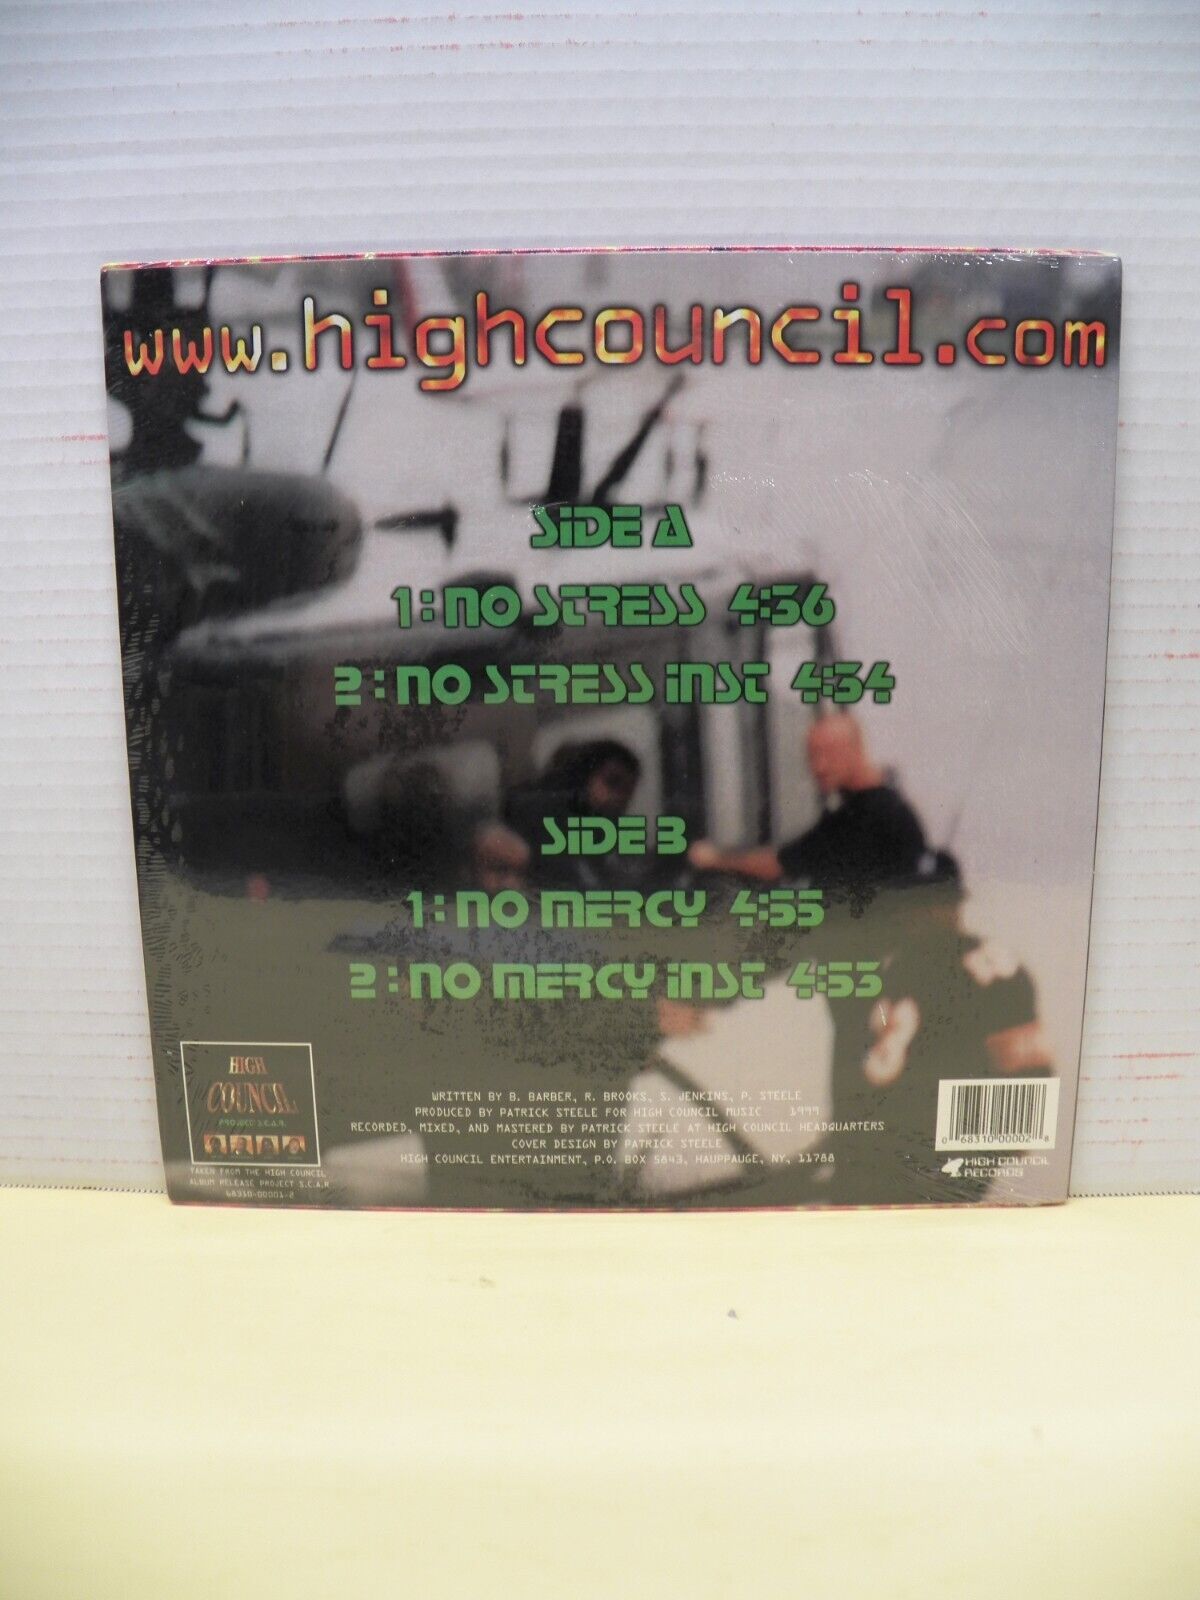 www.highcouncil.com
SIDE A
1: NO STRESS 4:36
2: NO STRESS INST 4:34
SIDE B
1: NO MERCY 4:55
2: NO MERCY INST 4:53
HIGH
COUNCIL
PROJECT S.C.A.R.
TAKEN FROM THE HIGH COUNCIL
ALBUM RELEASE PROJECT S.C.A.R
68310-00001-2
WRITTEN BY B. BARBER, R. BROOKS, S. JENKINS, P. STEELE
PRODUCED BY PATRICK STEELE FOR HIGH COUNCIL MUSIC 1999
RECORDED, MIXED, AND MASTERED BY PATRICK STEELE AT HIGH COUNCIL HEADQUARTERS
COVER DESIGN BY PATRICK STEELE
HIGH COUNCIL ENTERTAINMENT, P.O. BOX 5843, HAUPPAUGE, NY, 11788
0 68310 00002 8
HIGH COUNCIL
RECORDS